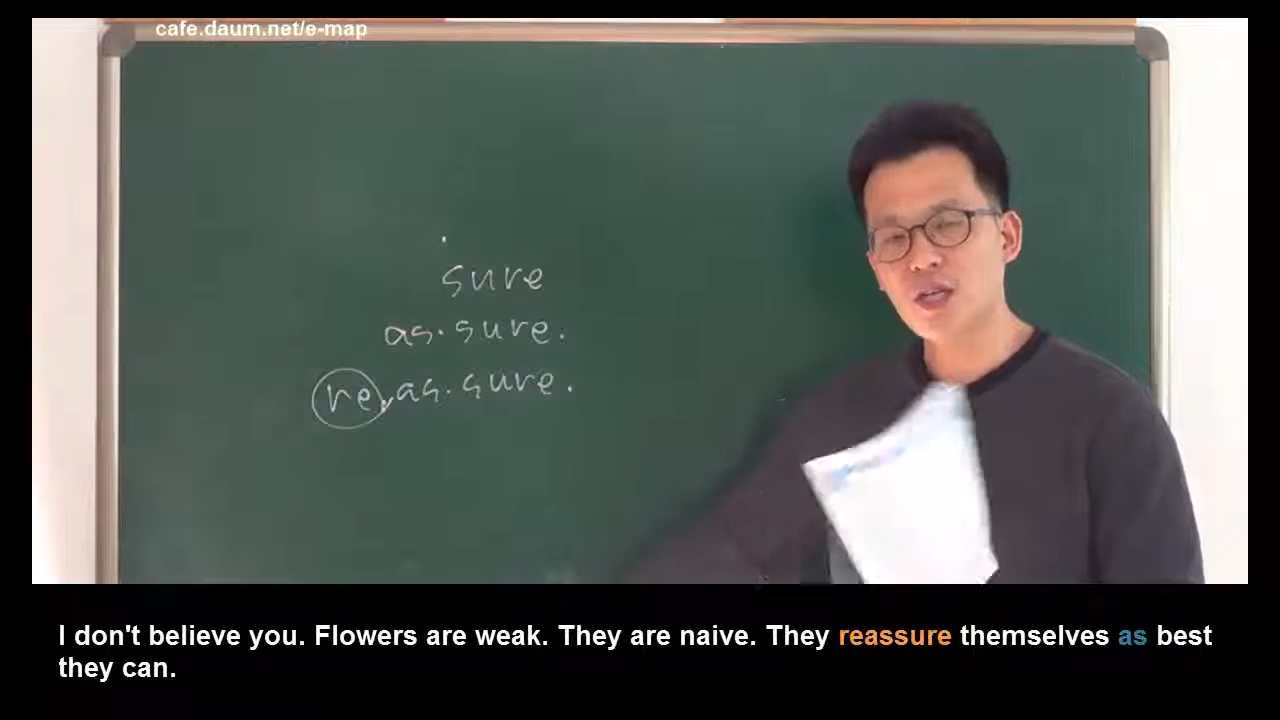 cafe.daum.net/e-map
sure
as.sure.
re.as.sure.
I don't believe you. Flowers are weak. They are naive. They reassure themselves as best
they can.